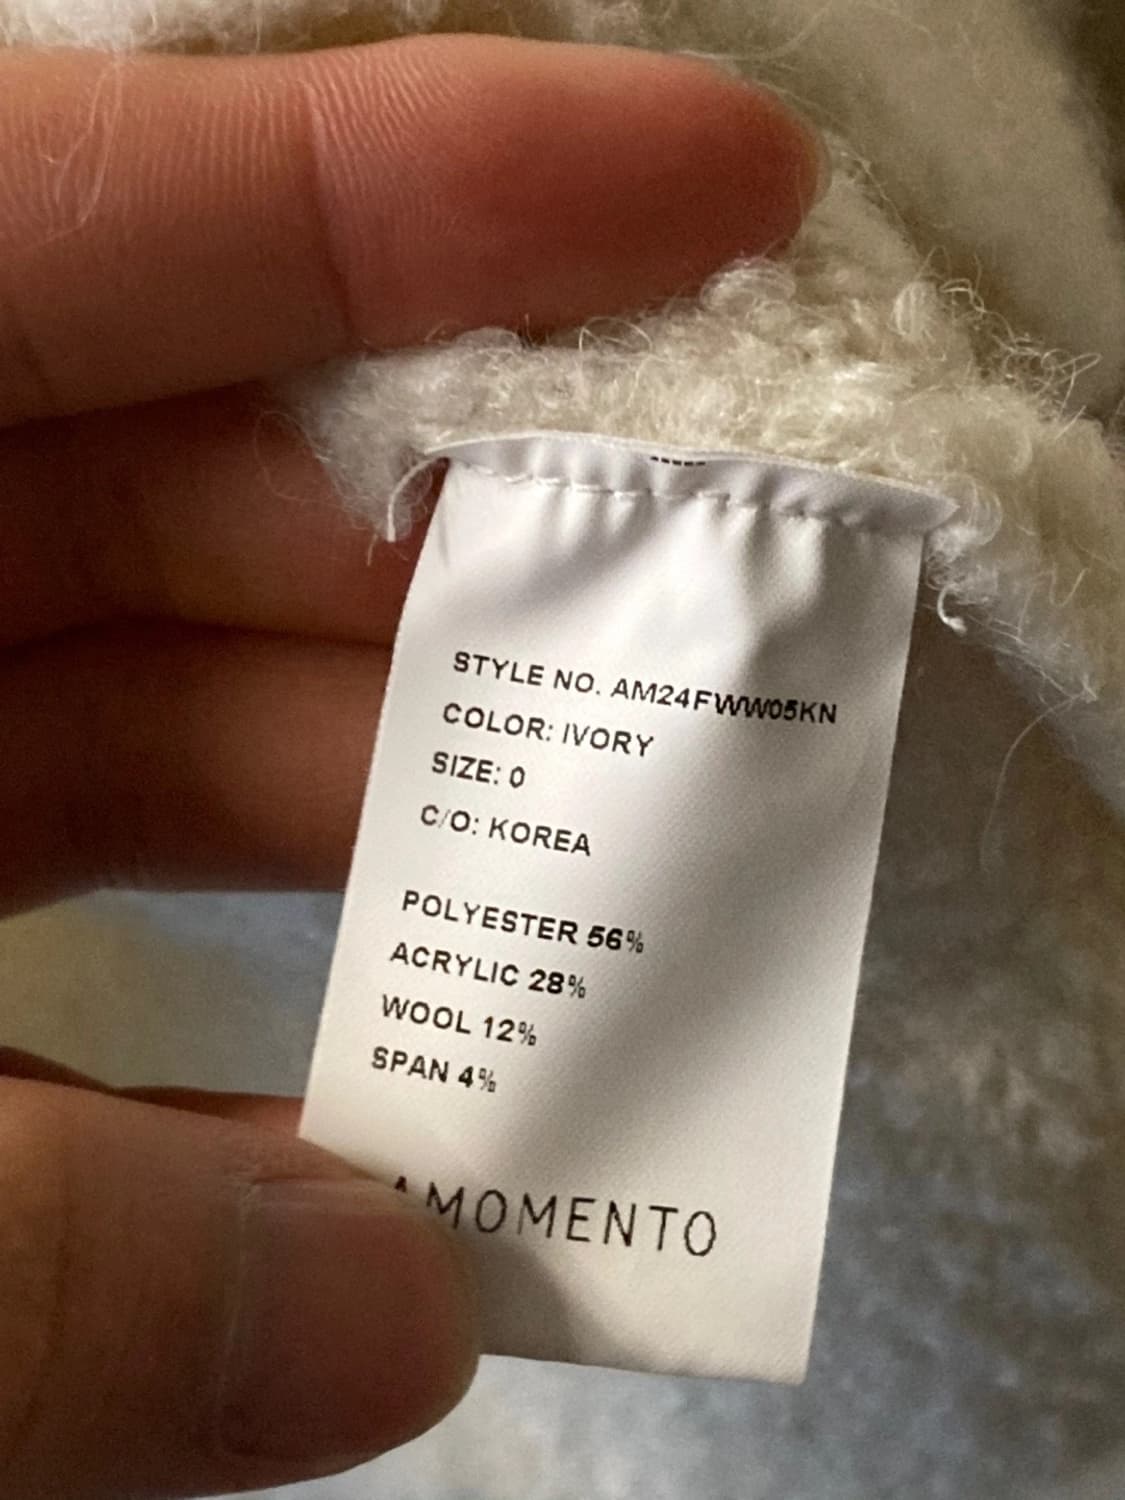 STYLE NO. AM24FWW05KN
COLOR: IVORY
SIZE: 0
C/O: KOREA
POLYESTER 56%
ACRYLIC 28%
WOOL 12%
SPAN 4%
AMOMENTO